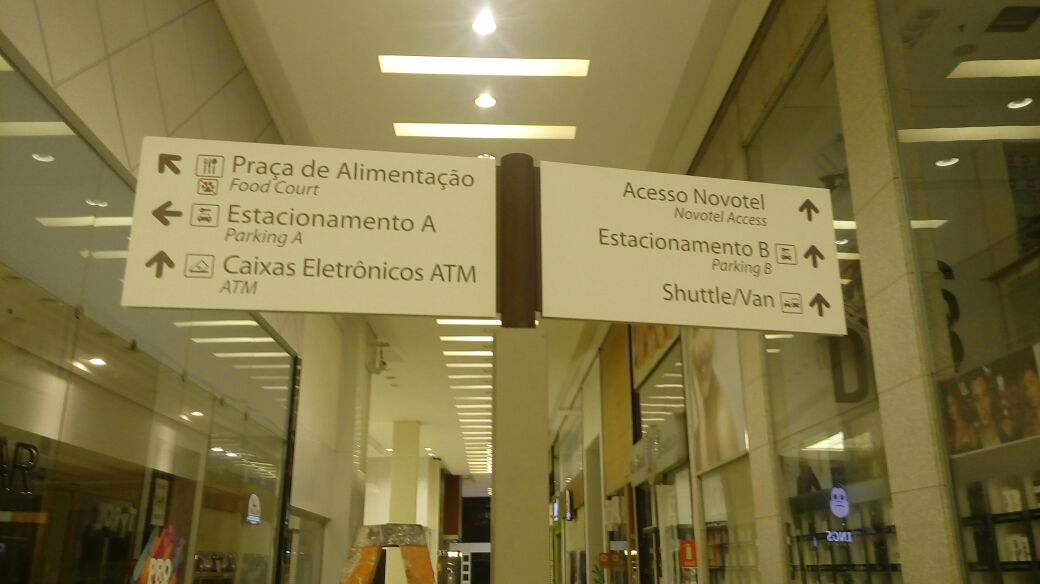 Praça de Alimentação
Food Court
Estacionamento A
Parking A
Caixas Eletrônicos ATM
ATM
Acesso Novotel
Novotel Access
Estacionamento B
Parking B
Shuttle/Van